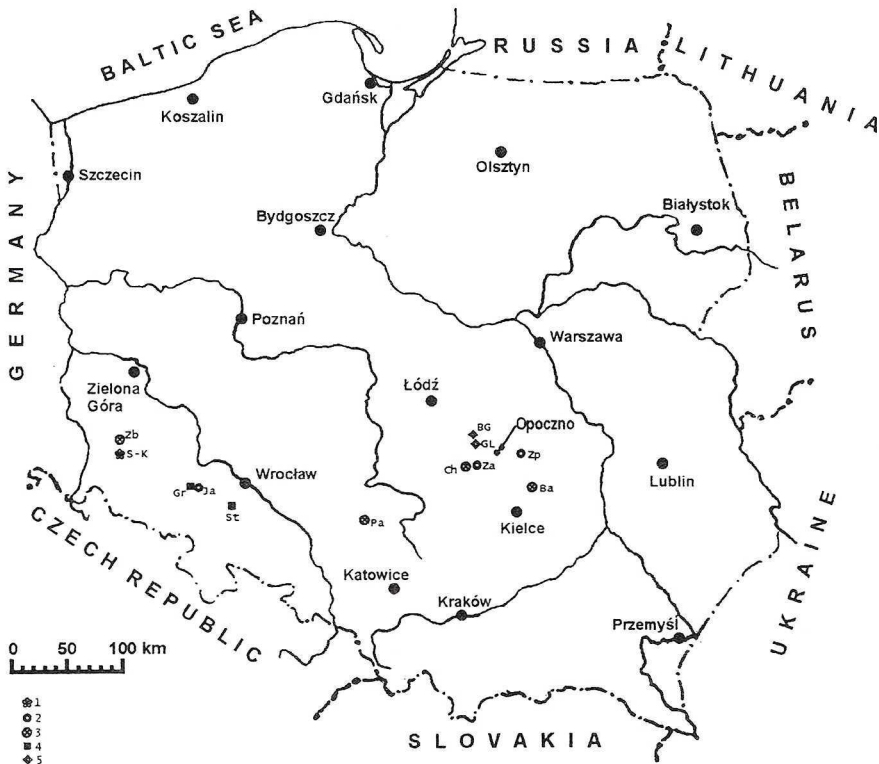 BALTIC SEA
RUSSIA
LITHUANIA
Gdańsk
Koszalin
Olsztyn
Szczecin
GERMANY
BELARUS
Bydgoszcz
Białystok
Poznań
Warszawa
Zielona
Góra
Łódź
BG
Opoczno
GL
Zb
S-K
Ch
Za
Zp
Wrocław
Lublin
Gr
Ja
Ba
St
Pa
Kielce
CZECH REPUBLIC
Katowice
Kraków
UKRAINE
Przemyśl
0 50 100 km
1
2
3
4
5
SLOVAKIA